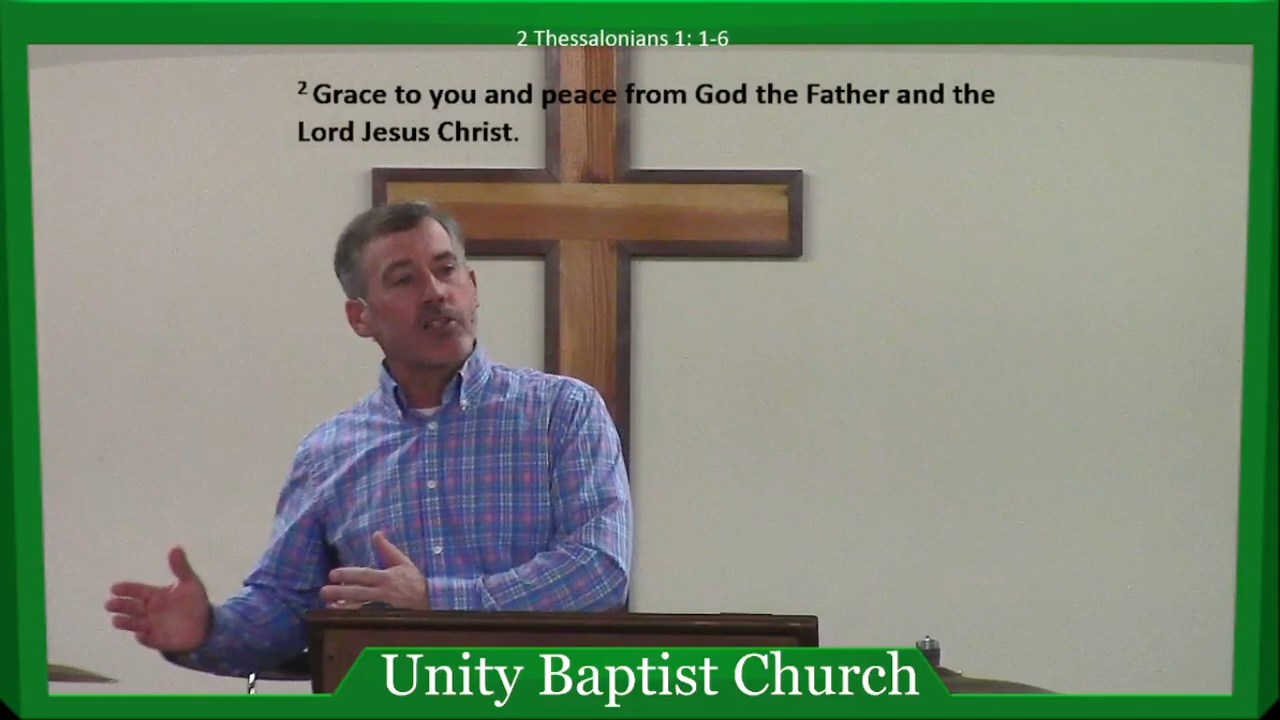 2 Thessalonians 1: 1-6
2 Grace to you and peace from God the Father and the
Lord Jesus Christ.
Unity Baptist Church